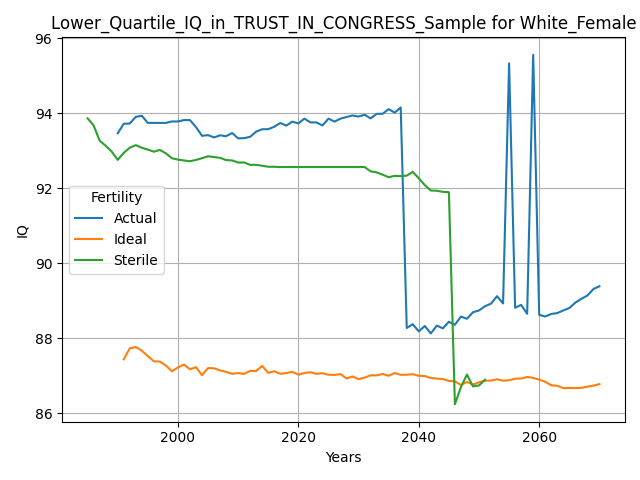 Lower_Quartile_IQ_in_TRUST_IN_CONGRESS_Sample for White_Female
96
94
92
90
88
86
IQ
Fertility
Actual
Ideal
Sterile
2000
2020
2040
2060
Years